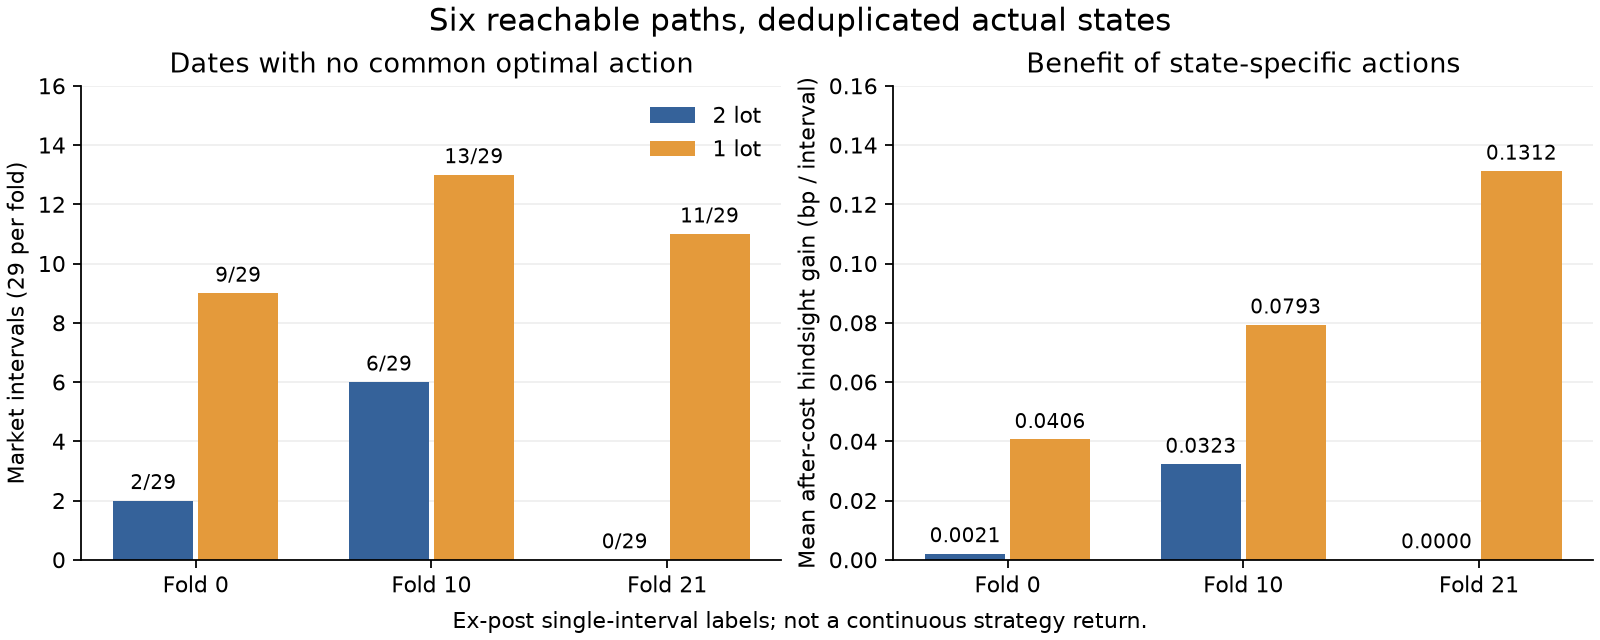 Six reachable paths, deduplicated actual states
Dates with no common optimal action
Market intervals (29 per fold)
16
14
12
10
8
6
4
2
0
2 lot
1 lot
2/29
9/29
6/29
13/29
0/29
11/29
Fold 0
Fold 10
Fold 21
Benefit of state-specific actions
Mean after-cost hindsight gain (bp / interval)
0.16
0.14
0.12
0.10
0.08
0.06
0.04
0.02
0.00
0.0021
0.0406
0.0323
0.0793
0.0000
0.1312
Fold 0
Fold 10
Fold 21
Ex-post single-interval labels; not a continuous strategy return.